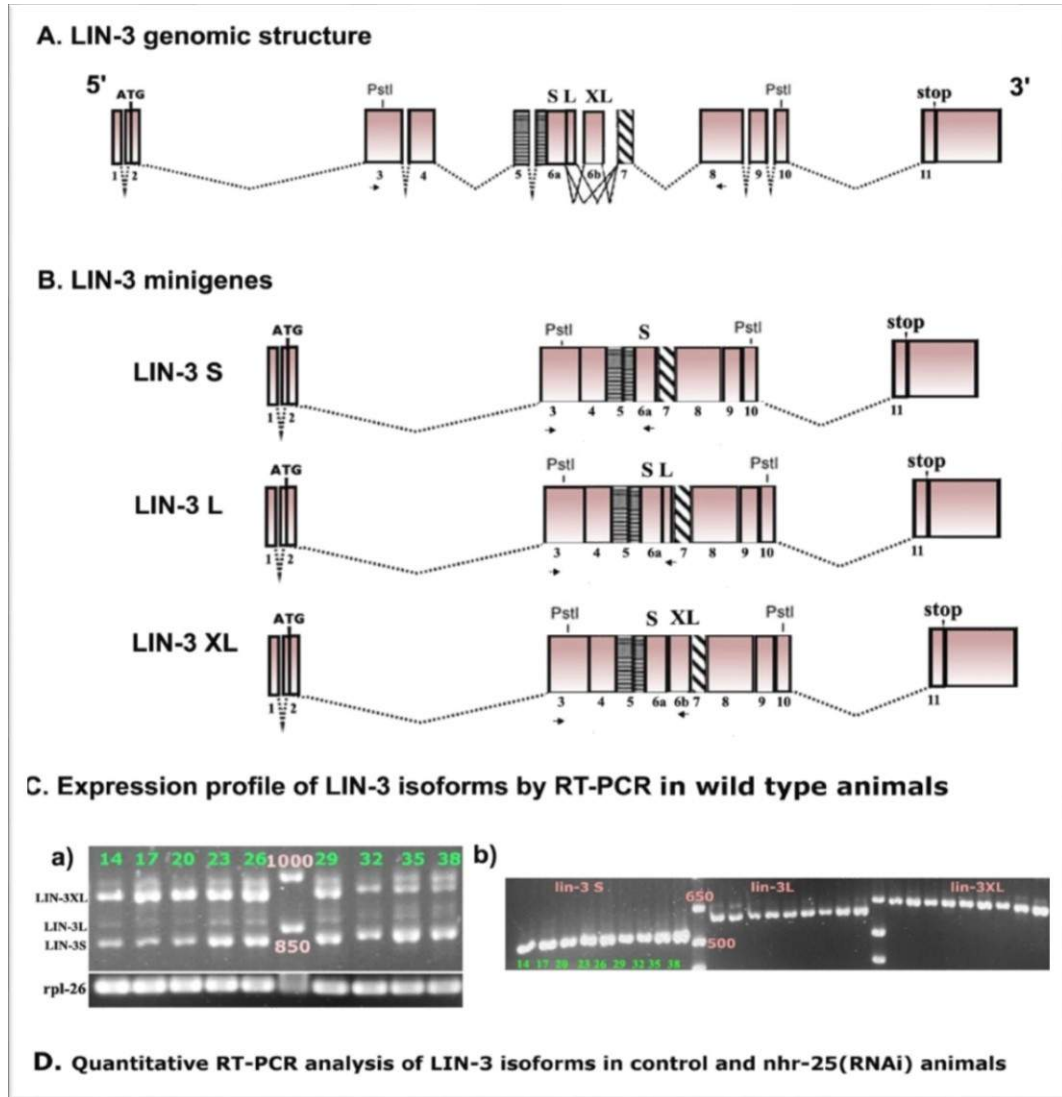 A. LIN-3 genomic structure
5' ATG PstI S L XL PstI stop 3'
1 2 3 4 5 6a 6b 7 8 9 10 11
B. LIN-3 minigenes
ATG PstI S PstI stop
LIN-3 S
1 2 3 4 5 6a 7 8 9 10 11
ATG PstI S L PstI stop
LIN-3 L
1 2 3 4 5 6a 7 8 9 10 11
ATG PstI S XL PstI stop
LIN-3 XL
1 2 3 4 5 6a 6b 7 8 9 10 11
C. Expression profile of LIN-3 isoforms by RT-PCR in wild type animals
a) 14 17 20 23 26 1000 29 32 35 38
LIN-3XL
LIN-3L
LIN-3S
850
rpl-26
b)
lin-3 S 650 lin-3L lin-3XL
500
14 17 20 23 26 29 32 35 38
D. Quantitative RT-PCR analysis of LIN-3 isoforms in control and nhr-25(RNAi) animals